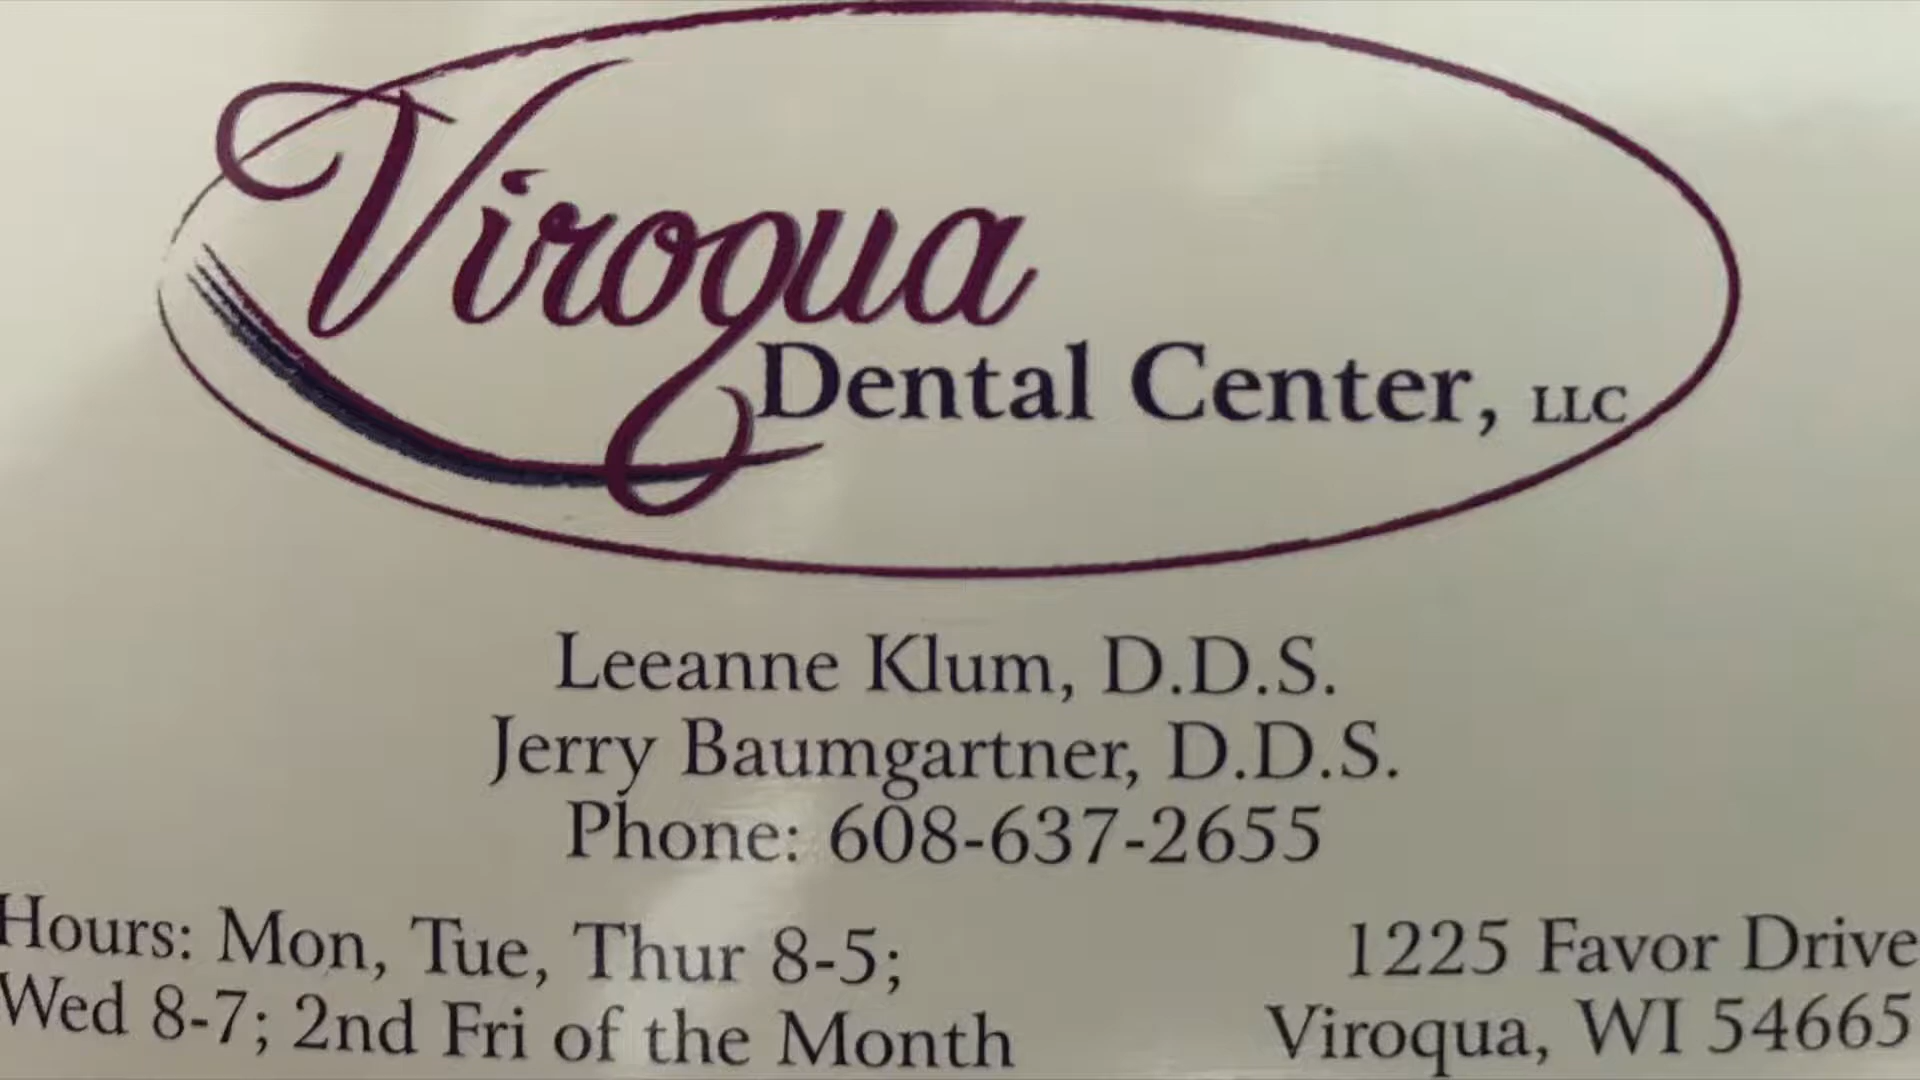 Viroqua
Dental Center, LLC
Leeanne Klum, D.D.S.
Jerry Baumgartner, D.D.S.
Phone: 608-637-2655
Hours: Mon, Tue, Thur 8-5;
Wed 8-7; 2nd Fri of the Month
1225 Favor Drive
Viroqua, WI 54665